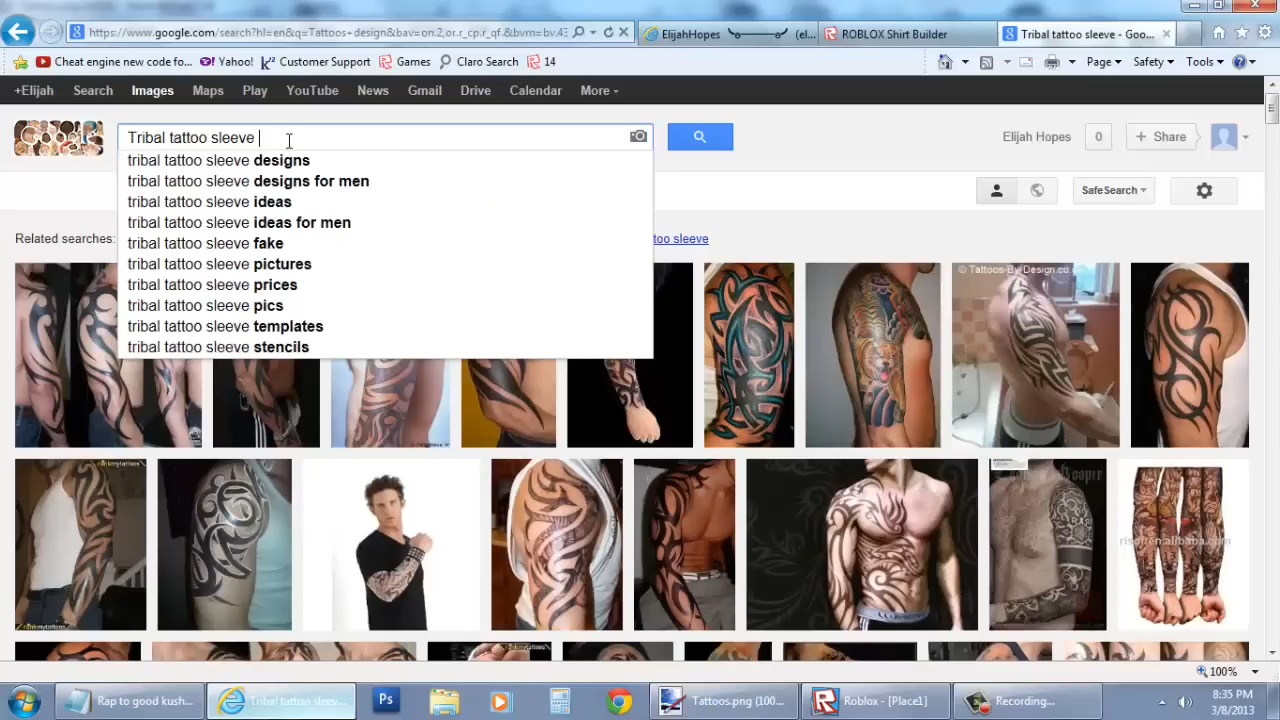 https://www.google.com/search?hl=en&q=Tattoos+design&bav=on.2,or.r_cp.r_qf.&bvm=bv.43
ElijahHopes
(el...
ROBLOX Shirt Builder
Tribal tattoo sleeve - Goo...
Cheat engine new code fo...
Yahoo!
Customer Support
Games
Claro Search
14
Page
Safety
Tools
+Elijah
Search
Images
Maps
Play
YouTube
News
Gmail
Drive
Calendar
More
Tribal tattoo sleeve
Elijah Hopes
0
+ Share
tribal tattoo sleeve designs
tribal tattoo sleeve designs for men
tribal tattoo sleeve ideas
tribal tattoo sleeve ideas for men
tribal tattoo sleeve fake
tribal tattoo sleeve pictures
tribal tattoo sleeve prices
tribal tattoo sleeve pics
tribal tattoo sleeve templates
tribal tattoo sleeve stencils
SafeSearch
Related searches:
too sleeve
© Tattoos-By-Design.co.
100%
Rap to good kush...
Tribal tattoo sleev...
Ps
Tattoos.png (100...
Roblox - [Place1]
Recording...
8:35 PM
3/8/2013